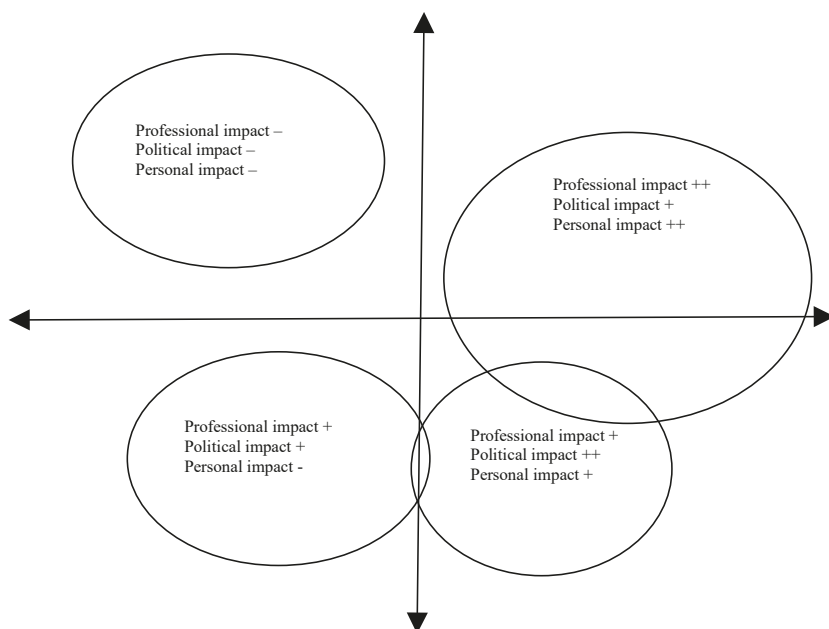 Professional impact –
Political impact –
Personal impact –
Professional impact ++
Political impact +
Personal impact ++
Professional impact +
Political impact +
Personal impact -
Professional impact +
Political impact ++
Personal impact +